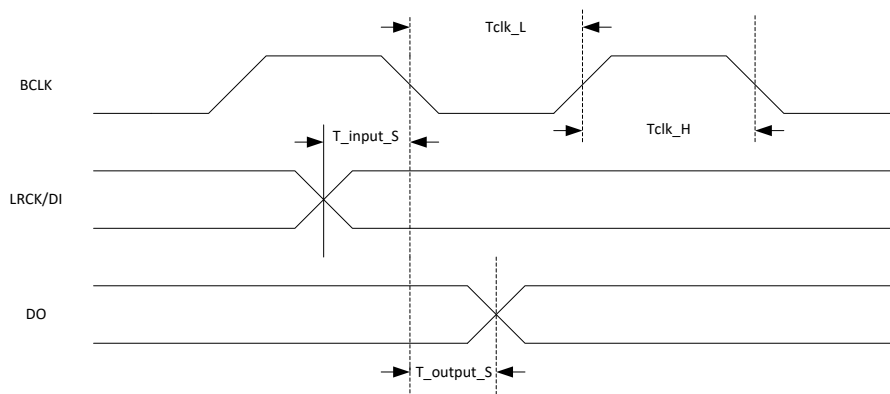 Tclk_L
BCLK
T_input_S
Tclk_H
LRCK/DI
DO
T_output_S